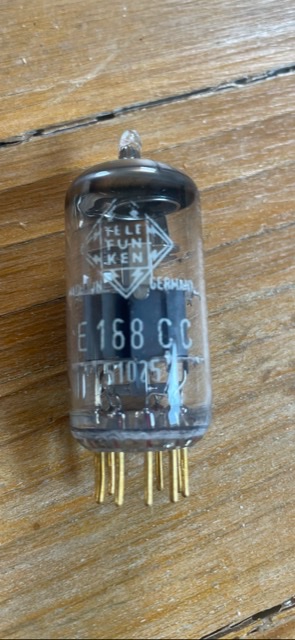 TELE
FUN
KEN
GERMANY
E 168 CC